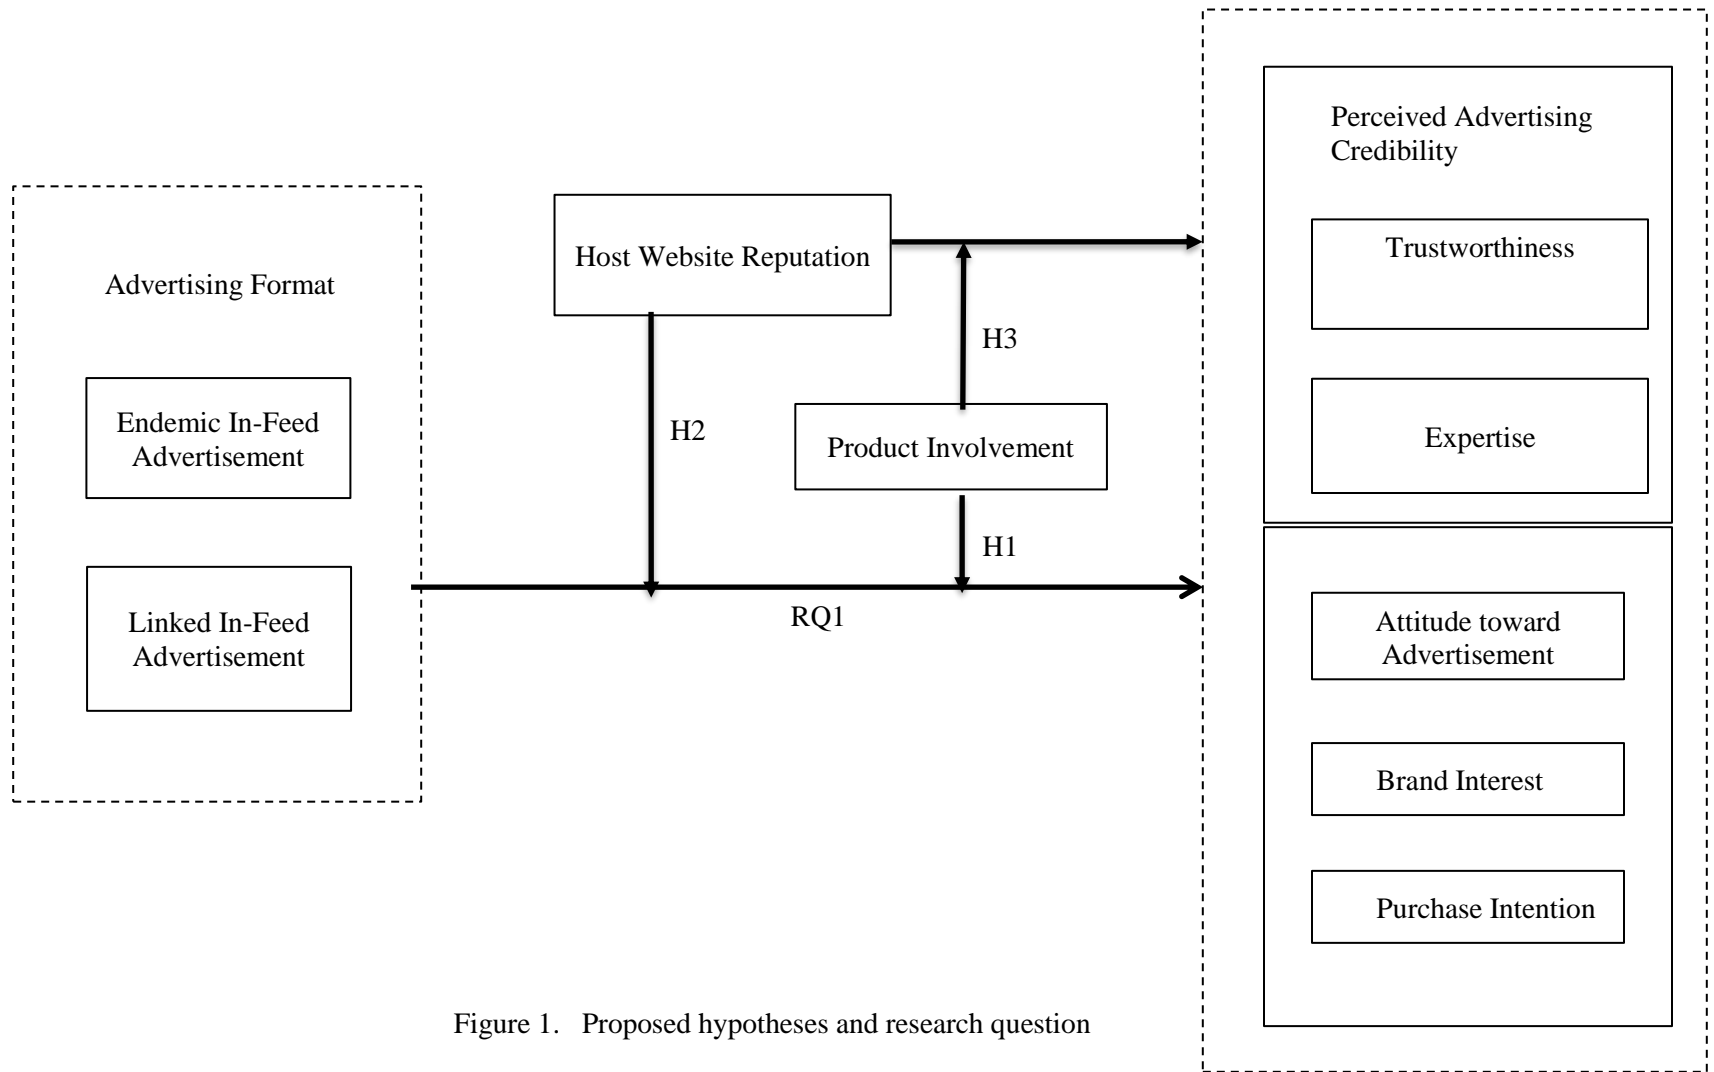 Advertising Format
Endemic In-Feed
Advertisement
Linked In-Feed
Advertisement
Host Website Reputation
H2
H3
Product Involvement
H1
RQ1
Perceived Advertising
Credibility
Trustworthiness
Expertise
Attitude toward
Advertisement
Brand Interest
Purchase Intention
Figure 1. Proposed hypotheses and research question